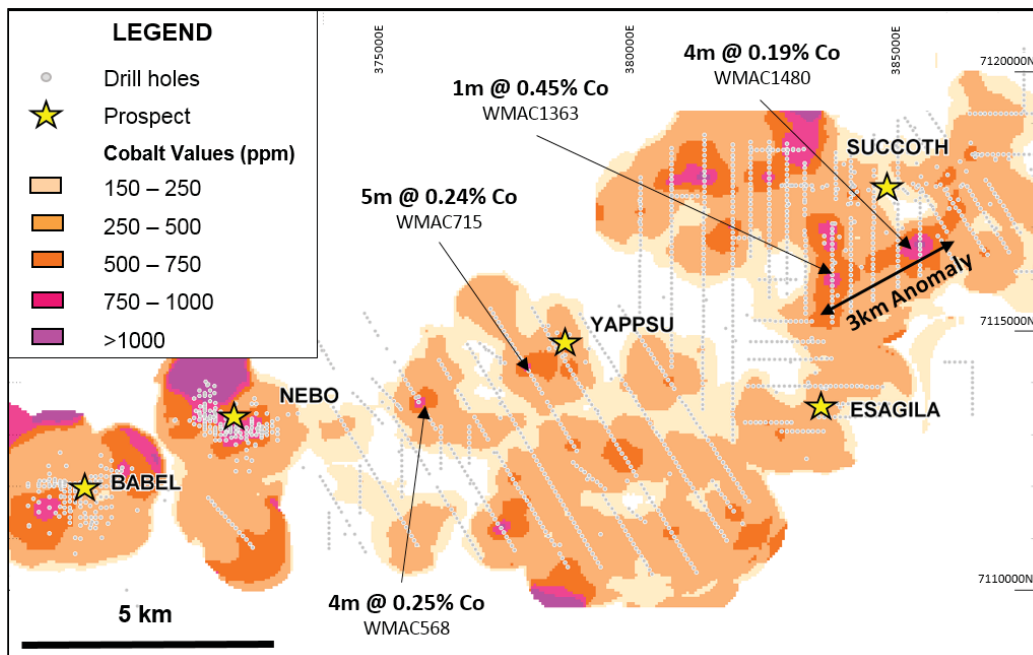 LEGEND
Drill holes
Prospect
Cobalt Values (ppm)
150 – 250
250 – 500
500 – 750
750 – 1000
>1000
375000E
380000E
385000E
7120000N
7115000N
7110000N
4m @ 0.19% Co
WMAC1480
1m @ 0.45% Co
WMAC1363
5m @ 0.24% Co
WMAC715
SUCCOTH
3km Anomaly
YAPPSU
NEBO
ESAGILA
BABEL
4m @ 0.25% Co
WMAC568
5 km